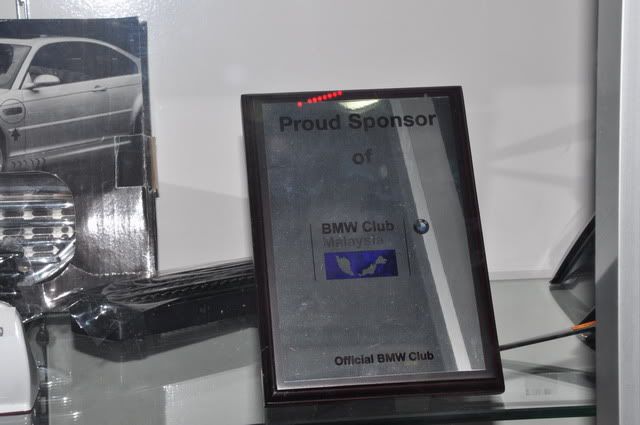 Proud Sponsor
of
BMW Club
Malaysia
Official BMW Club